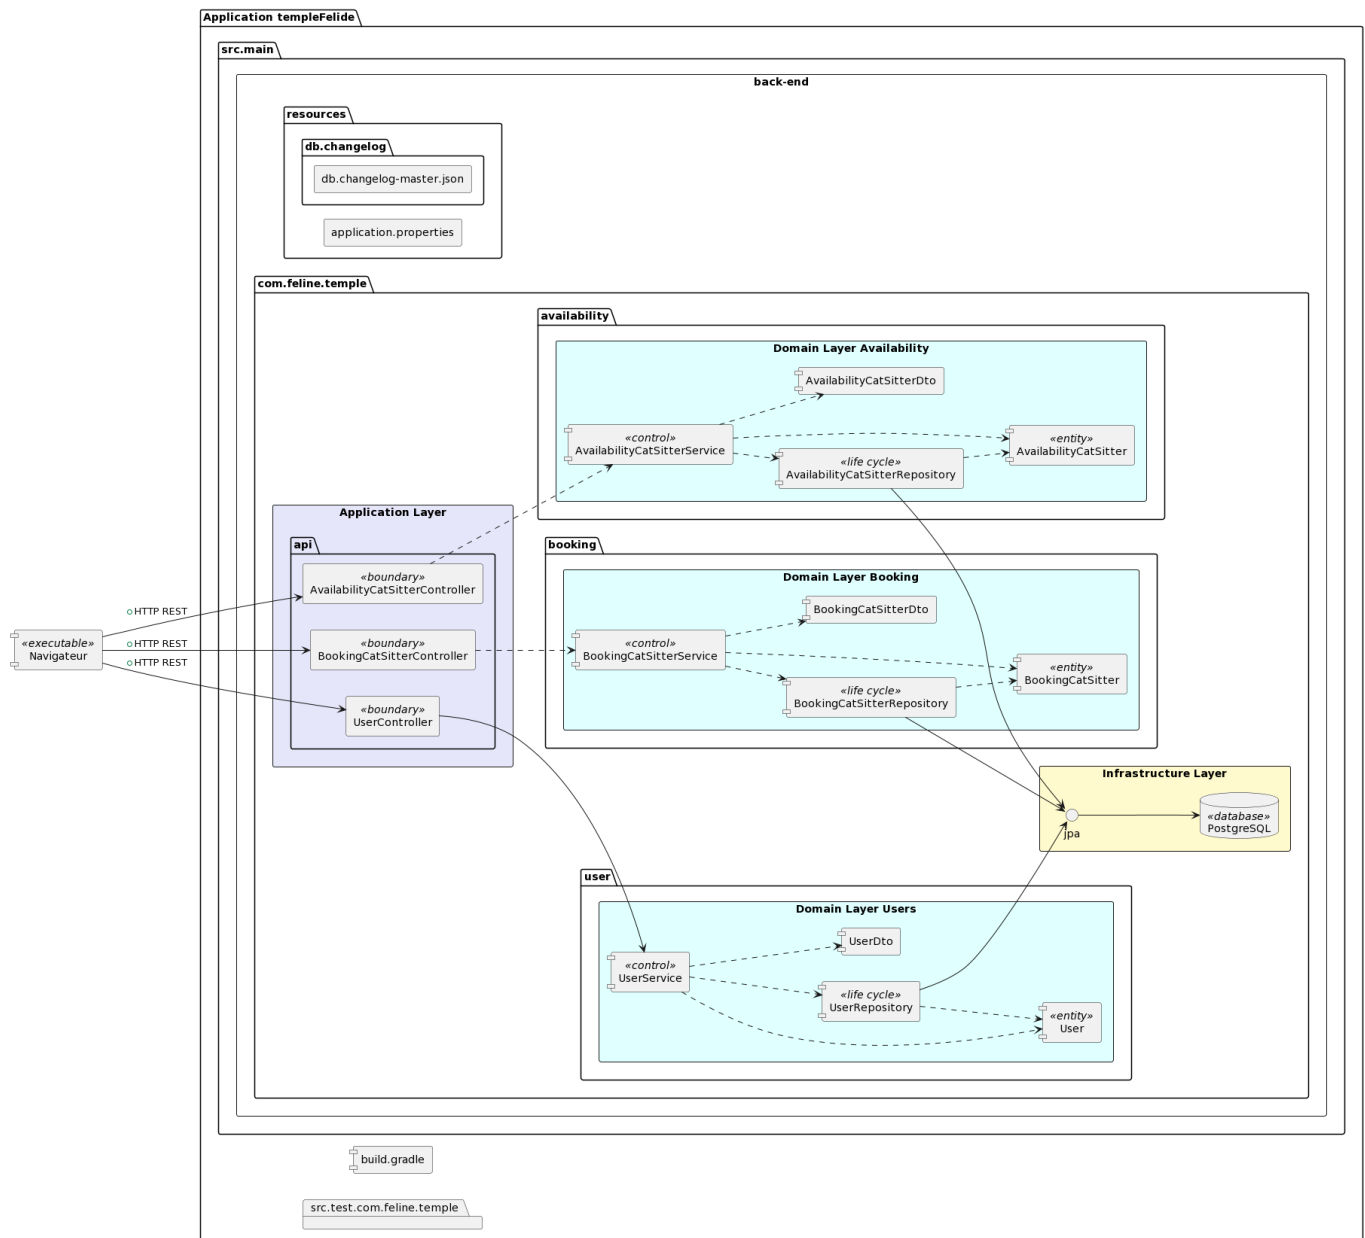 Application templeFelide
src.main
back-end
resources
db.changelog
db.changelog-master.json
application.properties
com.feline.temple
availability
Domain Layer Availability
AvailabilityCatSitterDto
«control»
AvailabilityCatSitterService
«life cycle»
AvailabilityCatSitterRepository
«entity»
AvailabilityCatSitter
Application Layer
api
«boundary»
AvailabilityCatSitterController
«boundary»
BookingCatSitterController
«boundary»
UserController
HTTP REST
HTTP REST
HTTP REST
«executable»
Navigateur
booking
Domain Layer Booking
BookingCatSitterDto
«control»
BookingCatSitterService
«life cycle»
BookingCatSitterRepository
«entity»
BookingCatSitter
Infrastructure Layer
jpa
«database»
PostgreSQL
user
Domain Layer Users
UserDto
«control»
UserService
«life cycle»
UserRepository
«entity»
User
build.gradle
src.test.com.feline.temple